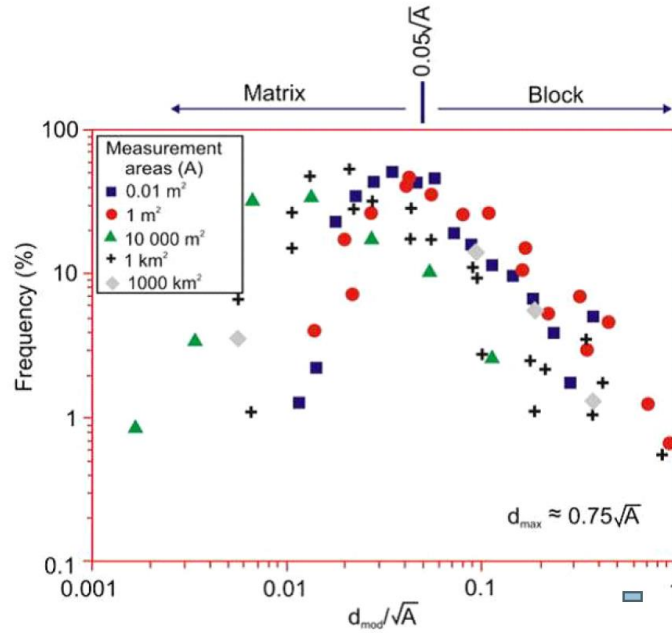 0.05√A
Matrix
Block
100
10
1
0.1
Frequency (%)
Measurement
areas (A)
0.01 m²
1 m²
10 000 m²
1 km²
1000 km²
d_max ≈ 0.75√A
0.001
0.01
0.1
d_mod/√A